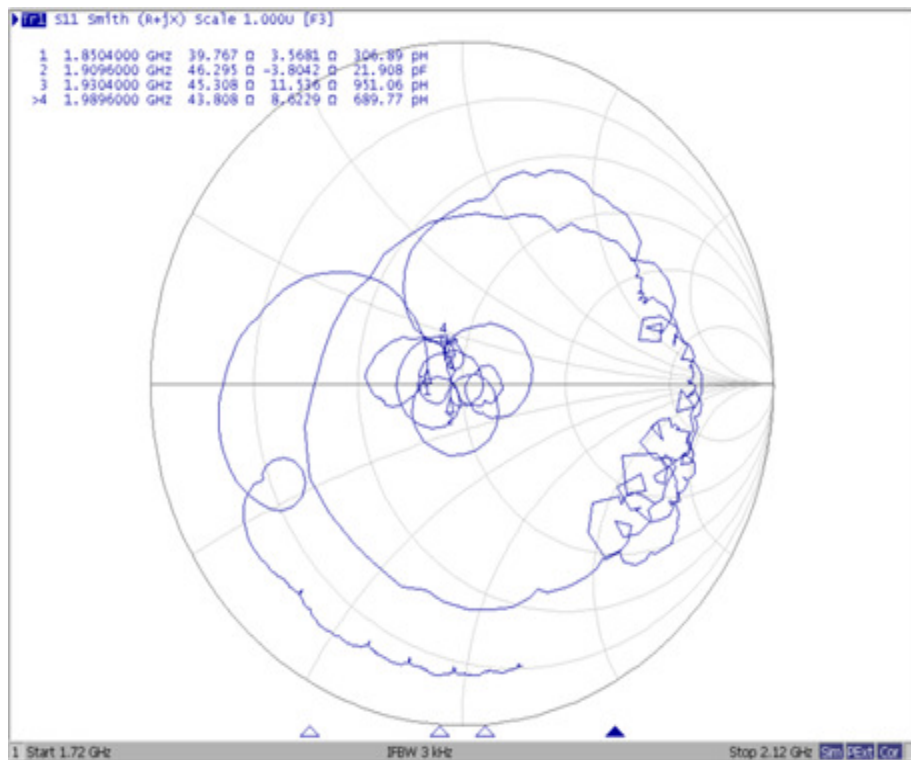 Tr1 S11 Smith (R+jX) Scale 1.000U [F3]
1 1.8504000 GHz 39.767 Ω 3.5681 Ω 306.89 pH
2 1.9096000 GHz 46.295 Ω -3.8042 Ω 21.908 pF
3 1.9304000 GHz 45.308 Ω 11.536 Ω 951.06 pH
>4 1.9896000 GHz 43.808 Ω 8.6229 Ω 689.77 pH
4
1 Start 1.72 GHz IFBW 3 kHz Stop 2.12 GHz Sim PExt Cor